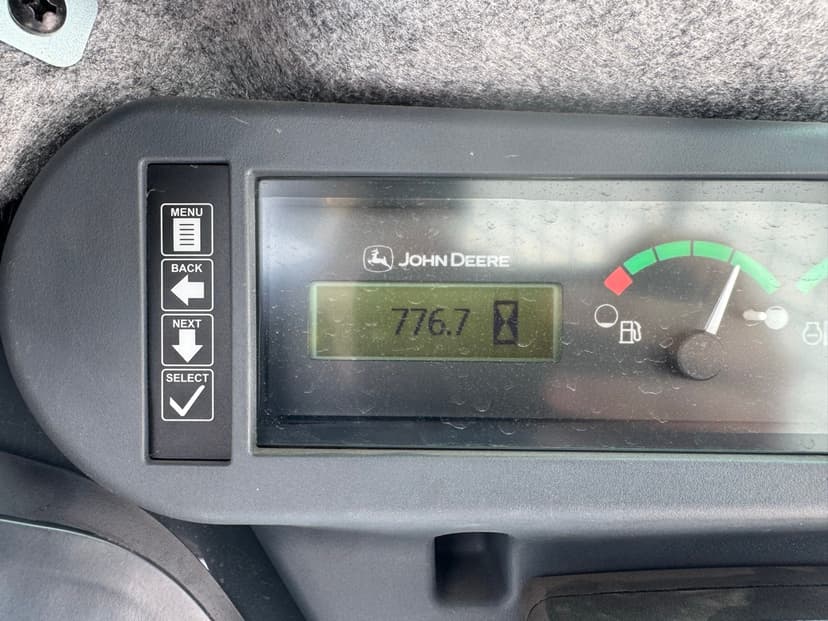 MENU
BACK
NEXT
SELECT
JOHN DEERE
776.7